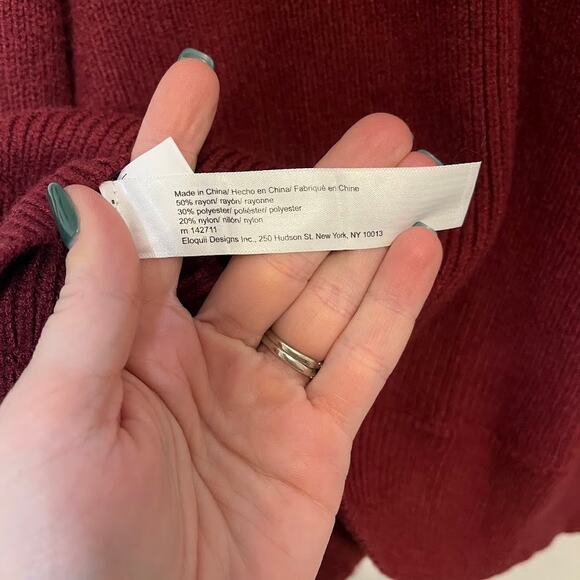 Made in China/ Hecho en China/ Fabriqué en Chine
50% rayon/ rayón/ rayonne
30% polyester/ poliéster/ polyester
20% nylon/ nilón/ nylon
m 142711
Eloquii Designs Inc., 250 Hudson St. New York, NY 10013